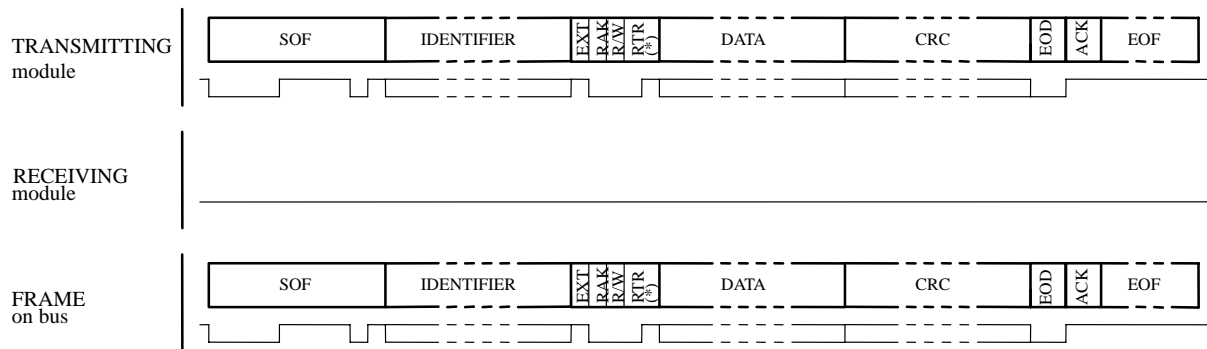 TRANSMITTING
module
SOF IDENTIFIER EXT RAK R/W RTR (*) DATA CRC EOD ACK EOF
RECEIVING
module
FRAME
on bus
SOF IDENTIFIER EXT RAK R/W RTR (*) DATA CRC EOD ACK EOF